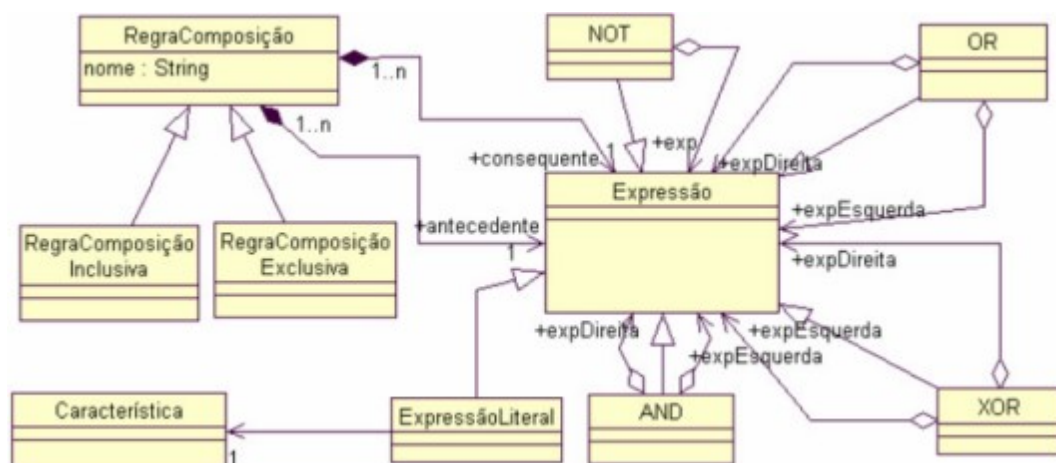 RegraComposição
nome : String
1..n
1..n
NOT
OR
+consequente
1
+exp
+expDireita
Expressão
+expEsquerda
+antecedente
1
+expDireita
RegraComposição
Inclusiva
RegraComposição
Exclusiva
+expDireita
+expEsquerda
+expEsquerda
Característica
1
ExpressãoLiteral
AND
XOR